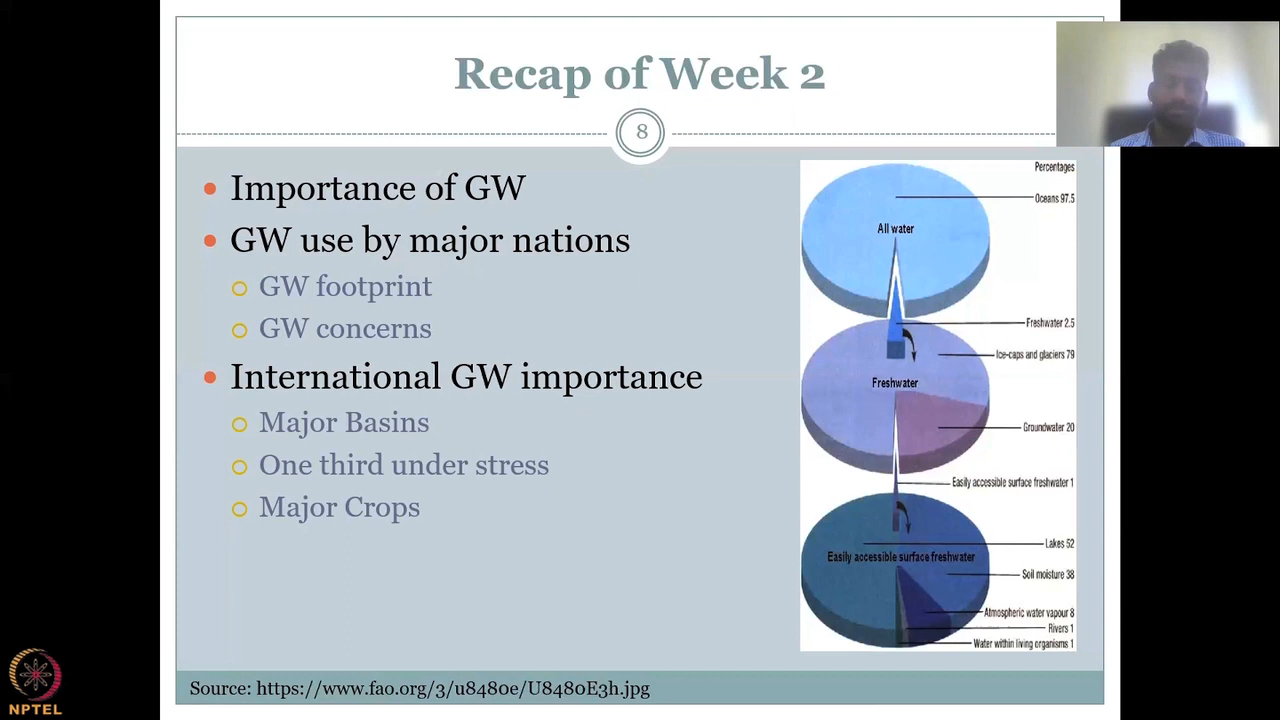 Recap of Week 2
8
Importance of GW
GW use by major nations
GW footprint
GW concerns
International GW importance
Major Basins
One third under stress
Major Crops
Percentages
Oceans 97.5
All water
Freshwater 2.5
Ice-caps and glaciers 79
Freshwater
Groundwater 20
Easily accessible surface freshwater 1
Lakes 52
Easily accessible surface freshwater
Soil moisture 38
Atmospheric water vapour 8
Rivers 1
Water within living organisms 1
Source: https://www.fao.org/3/u8480e/U8480E3h.jpg
NPTEL